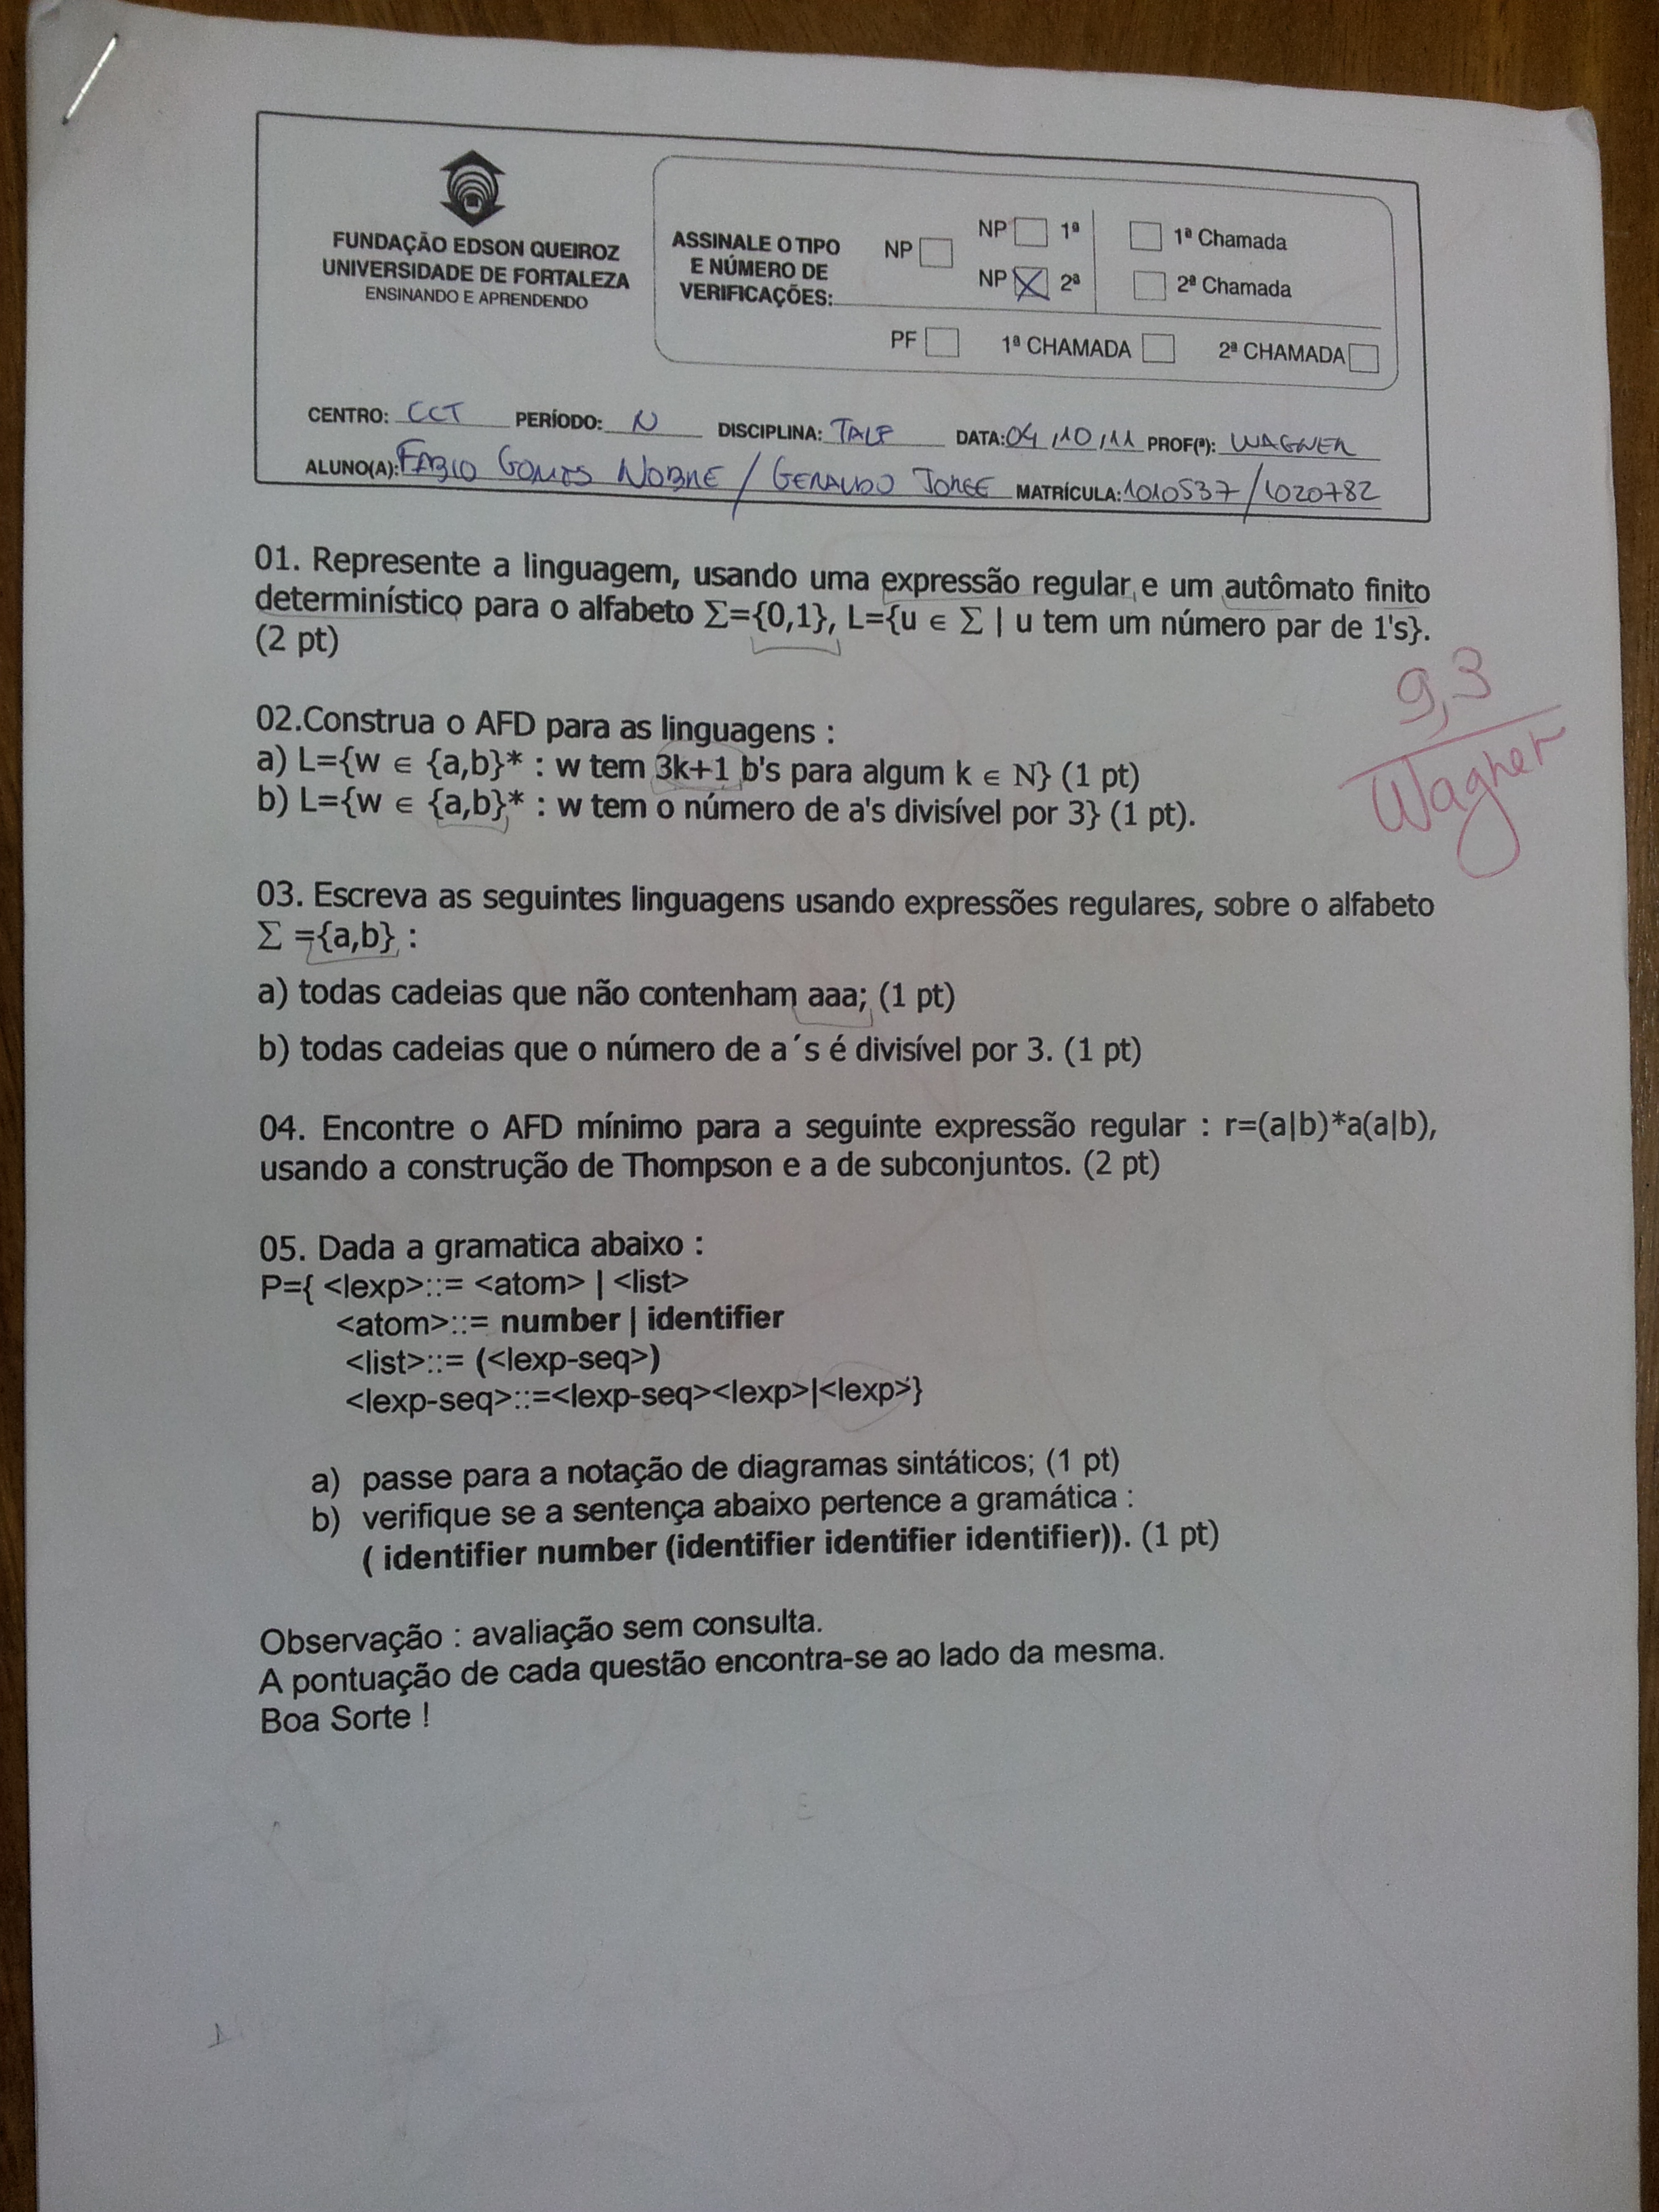 FUNDAÇÃO EDSON QUEIROZ
UNIVERSIDADE DE FORTALEZA
ENSINANDO E APRENDENDO
ASSINALE O TIPO
E NÚMERO DE
VERIFICAÇÕES:
NP
NP 1ª
NP X 2ª
1ª Chamada
2ª Chamada
PF 1ª CHAMADA 2ª CHAMADA
CENTRO: CCT PERÍODO: N DISCIPLINA: TALF DATA: 04/10/11 PROF(ª): WAGNER
ALUNO(A): FABIO GOMES NOBRE / GERALDO JORGE MATRÍCULA: 1010537/1020782
01. Represente a linguagem, usando uma expressão regular e um autômato finito
determinístico para o alfabeto Σ={0,1}, L={u ∈ Σ | u tem um número par de 1's}.
(2 pt)
9,3
Wagner
02.Construa o AFD para as linguagens :
a) L={w ∈ {a,b}* : w tem 3k+1 b's para algum k ∈ N} (1 pt)
b) L={w ∈ {a,b}* : w tem o número de a's divisível por 3} (1 pt).
03. Escreva as seguintes linguagens usando expressões regulares, sobre o alfabeto
Σ ={a,b} :
a) todas cadeias que não contenham aaa; (1 pt)
b) todas cadeias que o número de a´s é divisível por 3. (1 pt)
04. Encontre o AFD mínimo para a seguinte expressão regular : r=(a|b)*a(a|b),
usando a construção de Thompson e a de subconjuntos. (2 pt)
05. Dada a gramatica abaixo :
P={ <lexp>::= <atom> | <list>
<atom>::= number | identifier
<list>::= (<lexp-seq>)
<lexp-seq>::=<lexp-seq><lexp>|<lexp>}
a) passe para a notação de diagramas sintáticos; (1 pt)
b) verifique se a sentença abaixo pertence a gramática :
( identifier number (identifier identifier identifier)). (1 pt)
Observação : avaliação sem consulta.
A pontuação de cada questão encontra-se ao lado da mesma.
Boa Sorte !